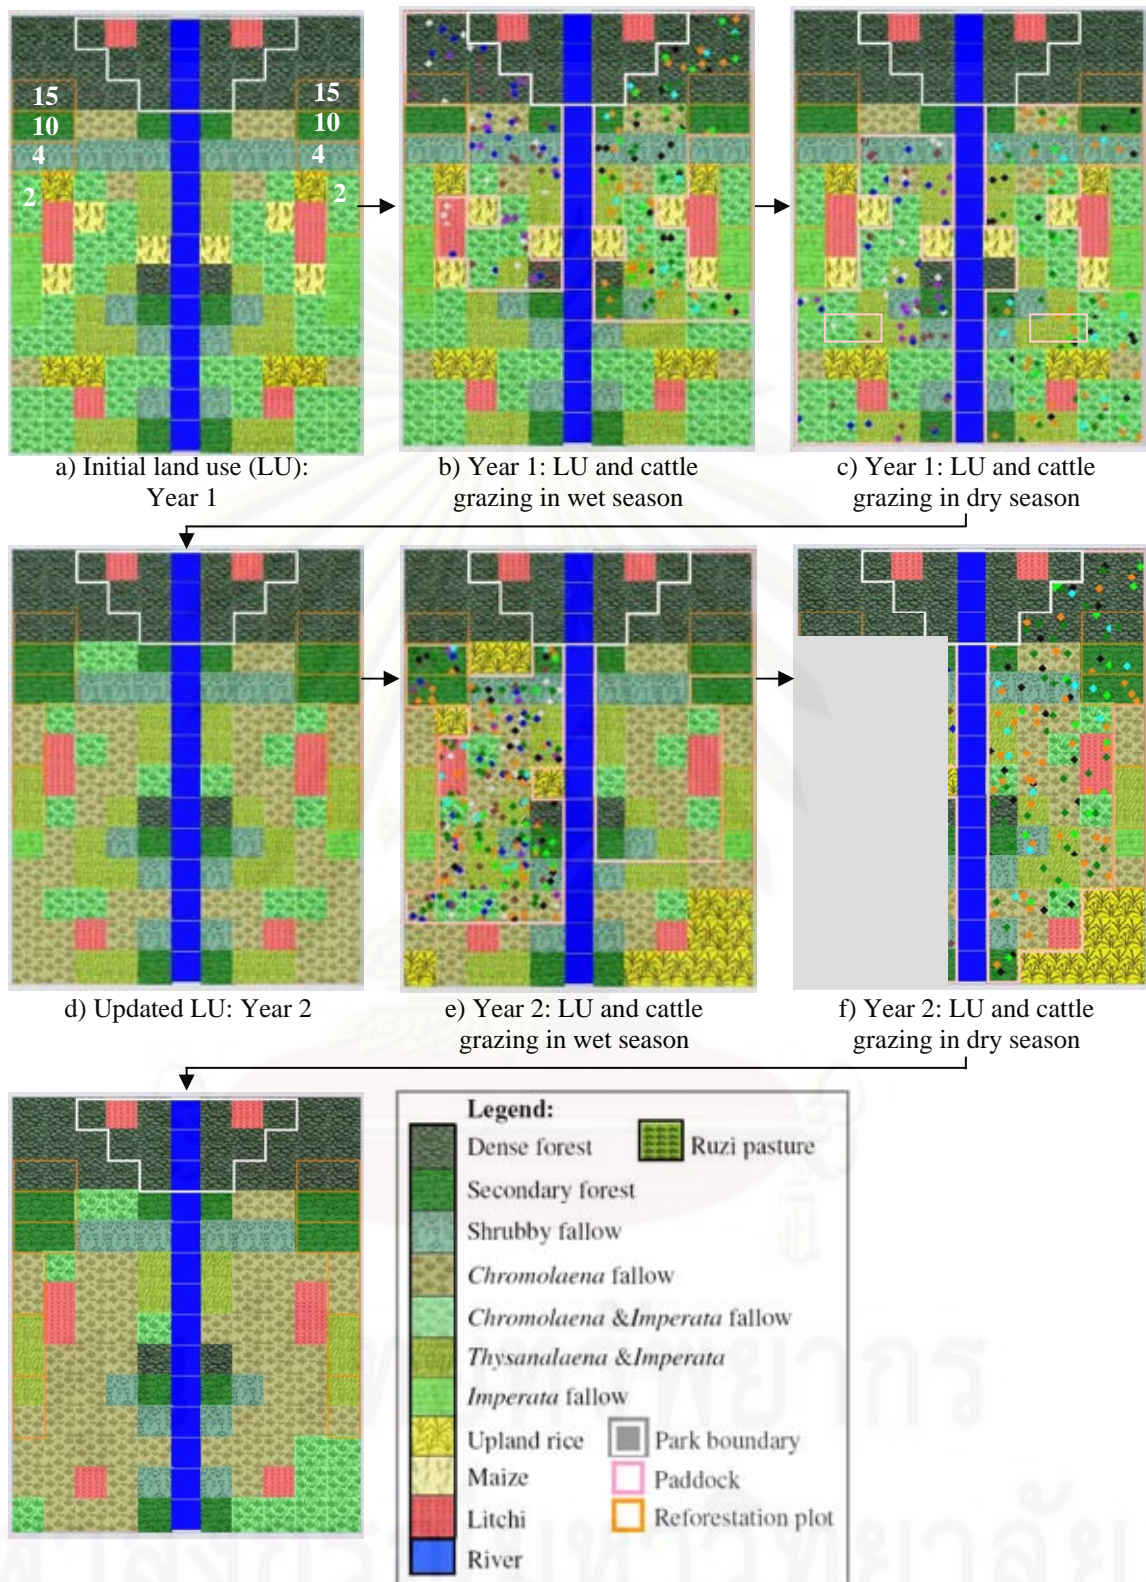 15 15
10 10
4 4
2 2
a) Initial land use (LU):
Year 1
b) Year 1: LU and cattle
grazing in wet season
c) Year 1: LU and cattle
grazing in dry season
d) Updated LU: Year 2
e) Year 2: LU and cattle
grazing in wet season
f) Year 2: LU and cattle
grazing in dry season
Legend:
Dense forest
Ruzi pasture
Secondary forest
Shrubby fallow
Chromolaena fallow
Chromolaena &Imperata fallow
Thysanalaena &Imperata
Imperata fallow
Upland rice
Park boundary
Maize
Paddock
Litchi
Reforestation plot
River